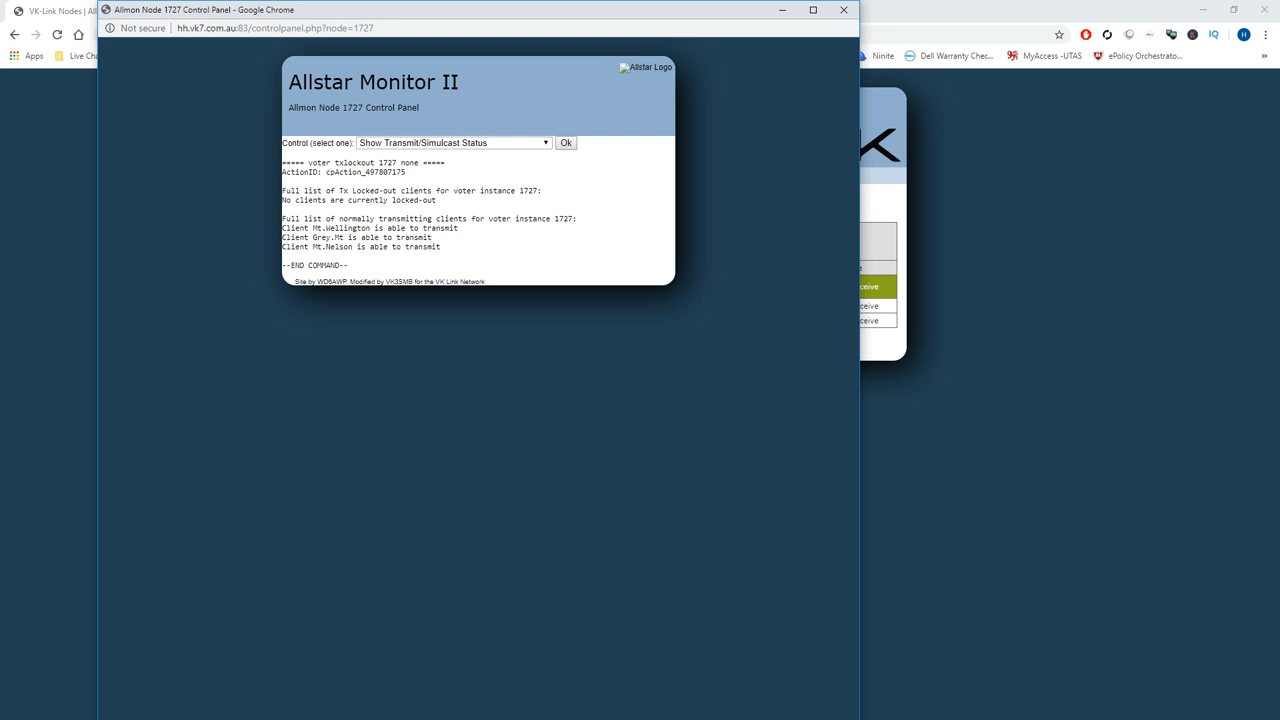 VK-Link Nodes | All
Allmon Node 1727 Control Panel - Google Chrome
Not secure | hh.vk7.com.au:83/controlpanel.php?node=1727
Apps
Live Cha
Ninite
Dell Warranty Chec...
MyAccess -UTAS
ePolicy Orchestrato...
Allstar Logo
Allstar Monitor II
Allmon Node 1727 Control Panel
Control (select one): Show Transmit/Simulcast Status Ok
===== voter txlockout 1727 none =====
ActionID: cpAction_497807175
Full list of Tx Locked-out clients for voter instance 1727:
No clients are currently locked-out
Full list of normally transmitting clients for voter instance 1727:
Client Mt.Wellington is able to transmit
Client Grey.Mt is able to transmit
Client Mt.Nelson is able to transmit
--END COMMAND--
Site by WD6AWP. Modified by VK3SMB for the VK Link Network
K
e
ceive
ceive
ceive
IQ
H